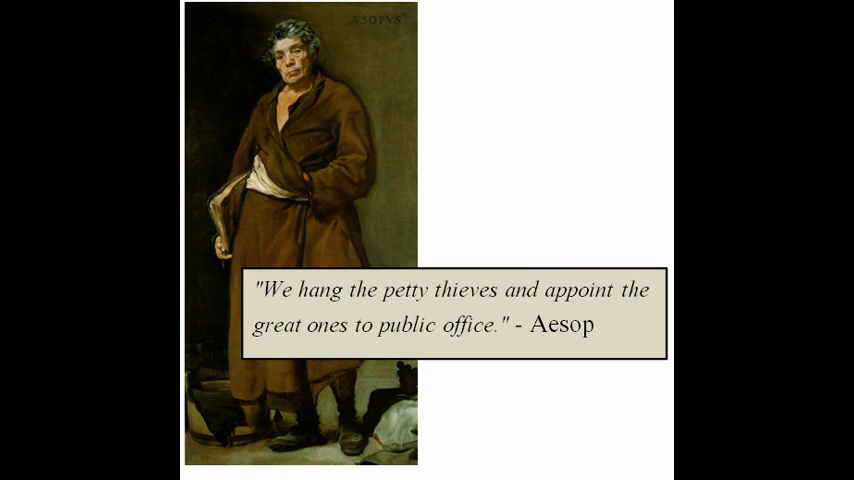 ÆSOPVS
"We hang the petty thieves and appoint the
great ones to public office." - Aesop